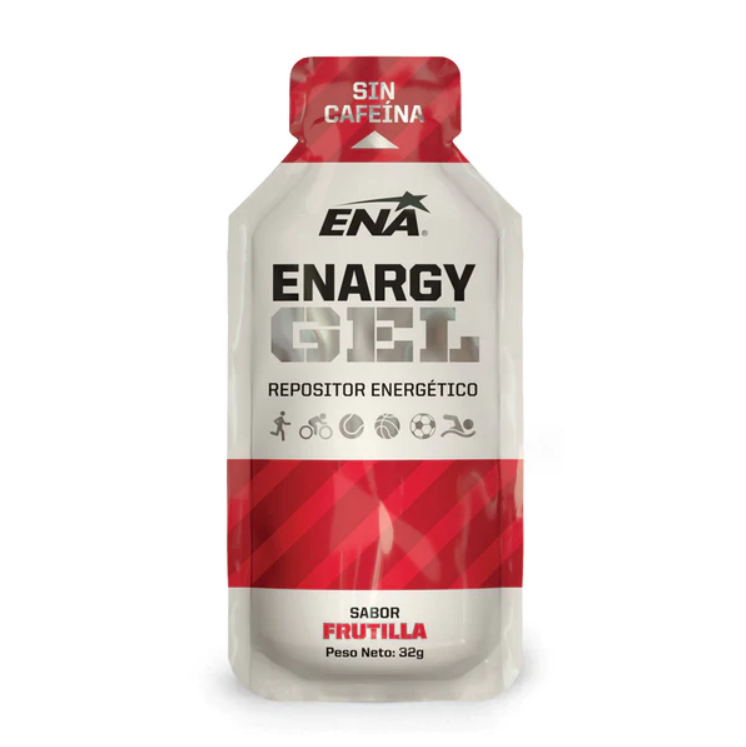 SIN
CAFEÍNA
ENA®
ENARGY
GEL
REPOSITOR ENERGÉTICO
SABOR
FRUTILLA
Peso Neto: 32g